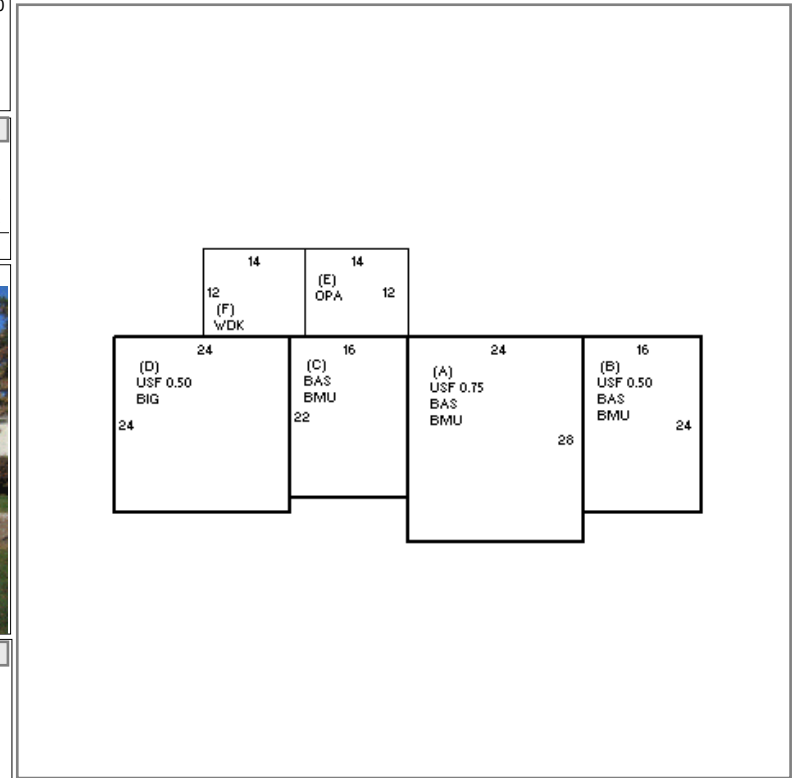 14
12
(F)
WDK
14
(E)
OPA 12
24
(D)
USF 0.50
BIG
24
16
(C)
BAS
BMU
22
24
(A)
USF 0.75
BAS
BMU
28
16
(B)
USF 0.50
BAS
BMU
24